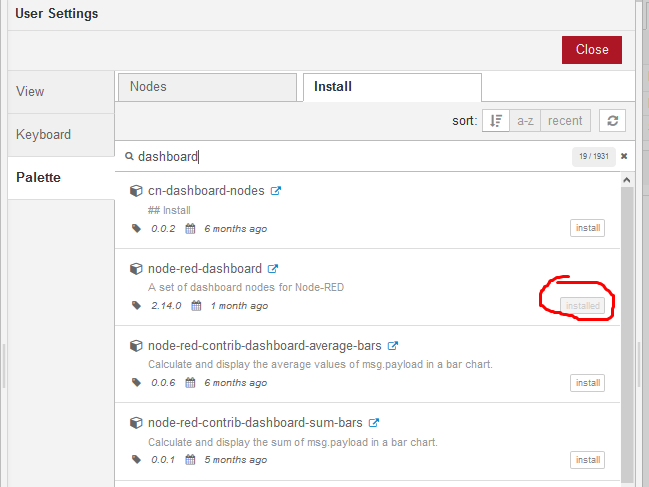 User Settings
Close
View
Keyboard
Palette
Nodes
Install
sort: a-z recent
dashboard 19 / 1931
cn-dashboard-nodes
## Install
0.0.2 6 months ago install
node-red-dashboard
A set of dashboard nodes for Node-RED
2.14.0 1 month ago installed
node-red-contrib-dashboard-average-bars
Calculate and display the average values of msg.payload in a bar chart.
0.0.6 6 months ago install
node-red-contrib-dashboard-sum-bars
Calculate and display the sum of msg.payload in a bar chart.
0.0.1 5 months ago install